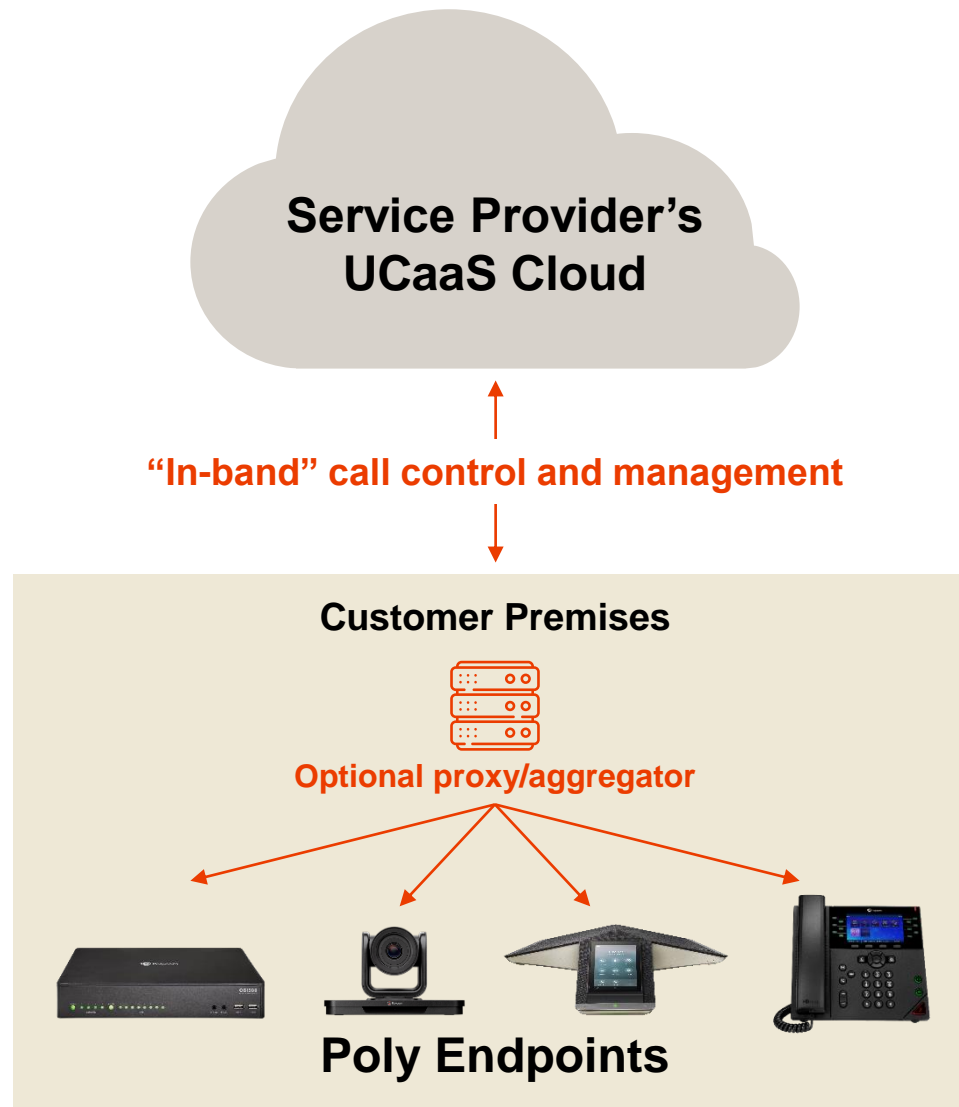 Service Provider’s
UCaaS Cloud
“In-band” call control and management
Customer Premises
Optional proxy/aggregator
Poly Endpoints